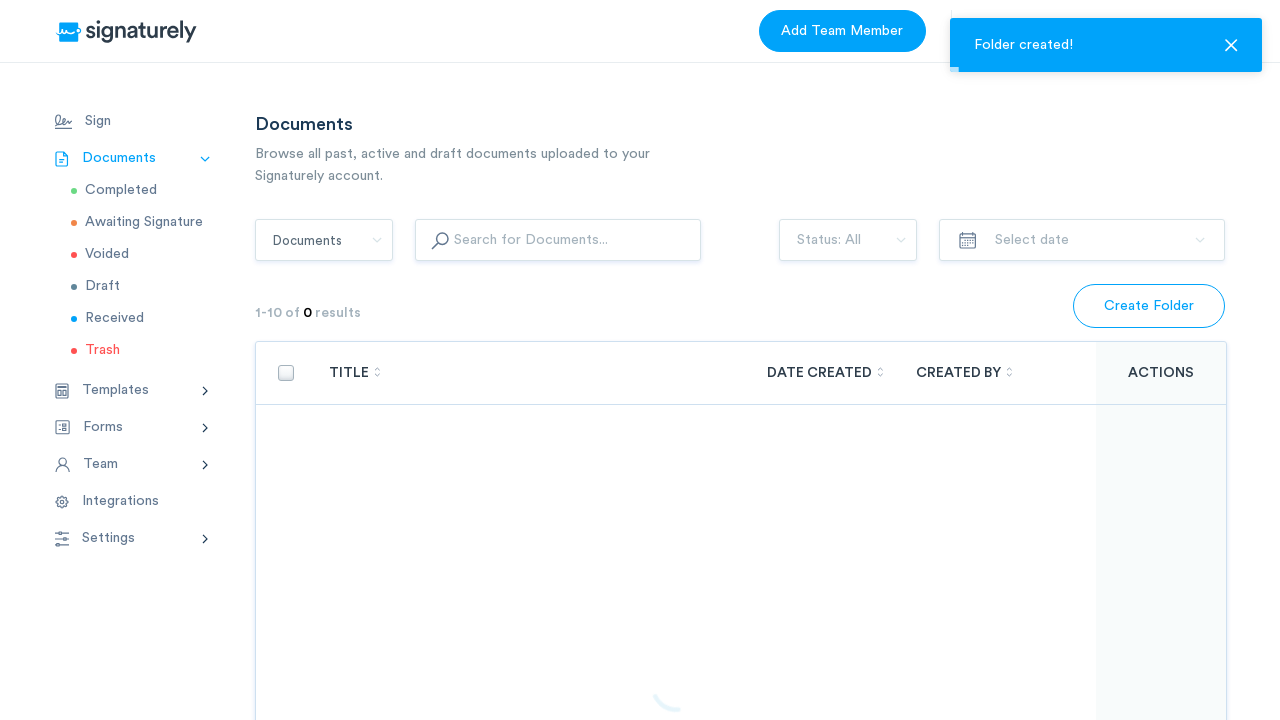 signaturely
Add Team Member
Folder created!
Sign
Documents
Completed
Awaiting Signature
Voided
Draft
Received
Trash
Templates
Forms
Team
Integrations
Settings
Documents
Browse all past, active and draft documents uploaded to your
Signaturely account.
Documents
Search for Documents...
Status: All
Select date
1-10 of 0 results
Create Folder
TITLE
DATE CREATED
CREATED BY
ACTIONS